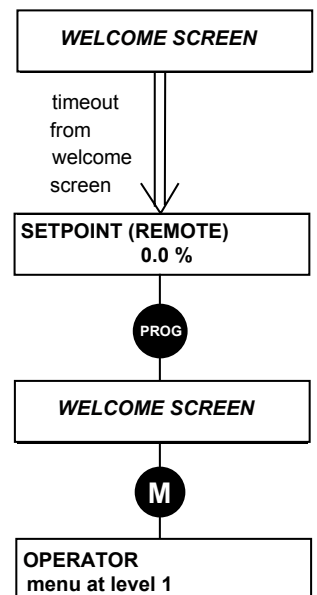 WELCOME SCREEN
timeout
from
welcome
screen
SETPOINT (REMOTE)
0.0 %
PROG
WELCOME SCREEN
M
OPERATOR
menu at level 1